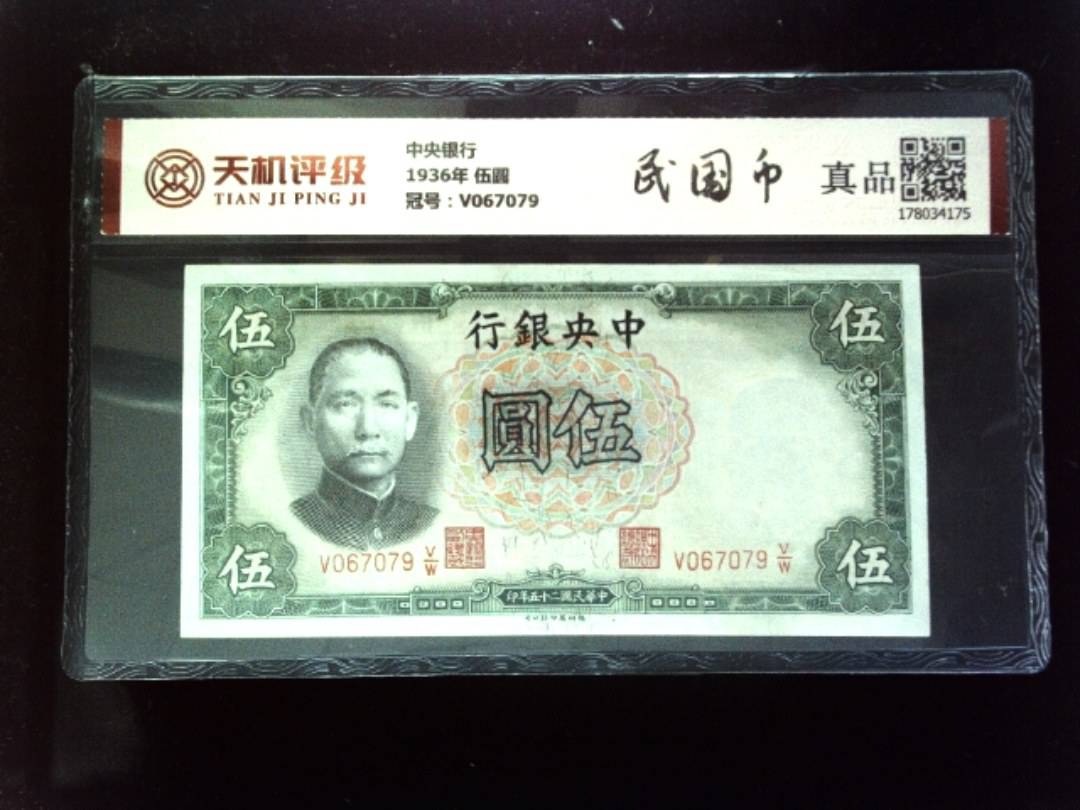 天机评级
TIAN JI PING JI
中央银行
1936年 伍圓
冠号：V067079
民国币
真品
178034175
伍
行銀央中
伍
圓伍
V067079 V/W
V067079 V/W
伍
印年五十二國民華中
伍